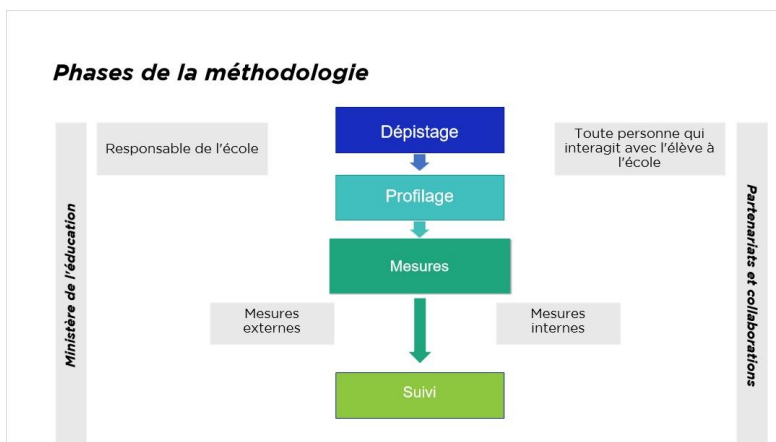 Phases de la méthodologie
Dépistage
Responsable de l'école
Toute personne qui
interagit avec l'élève à
l'école
Profilage
Ministère de l'éducation
Partenariats et collaborations
Mesures
Mesures
externes
Mesures
internes
Suivi